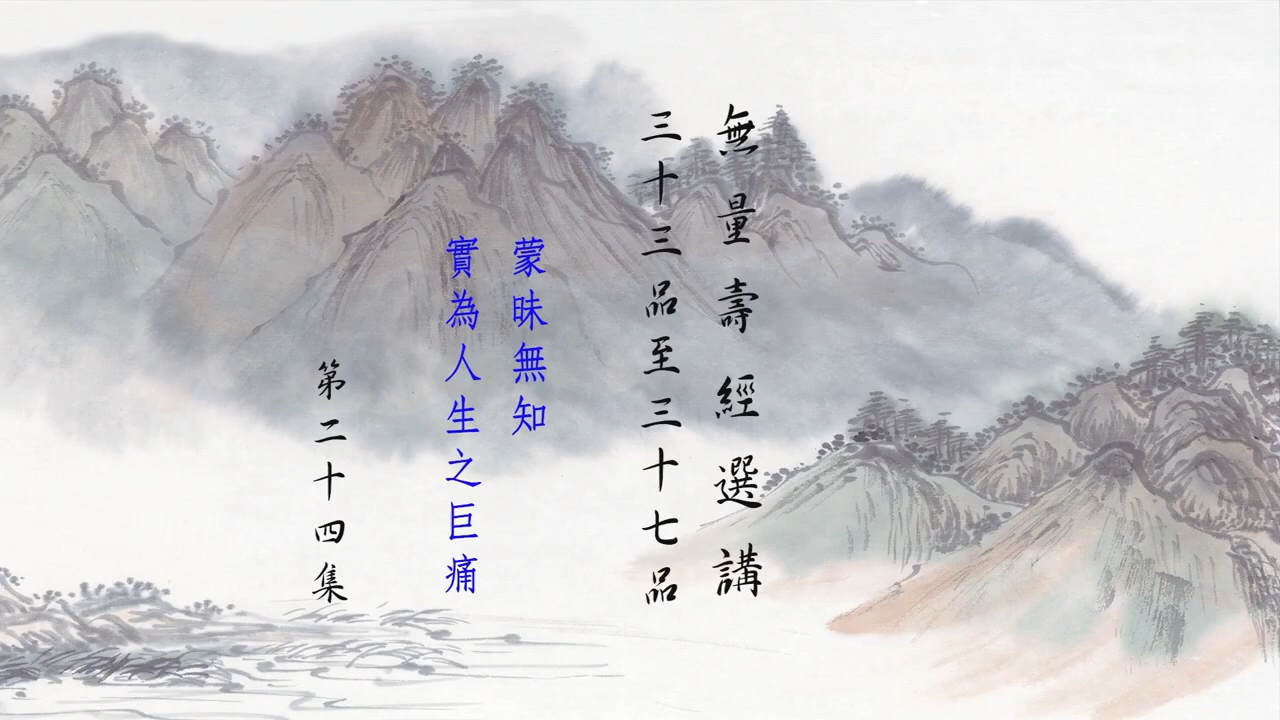 無量壽經選講
三十三品至三十七品
蒙昧無知
實為人生之巨痛
第二十四集